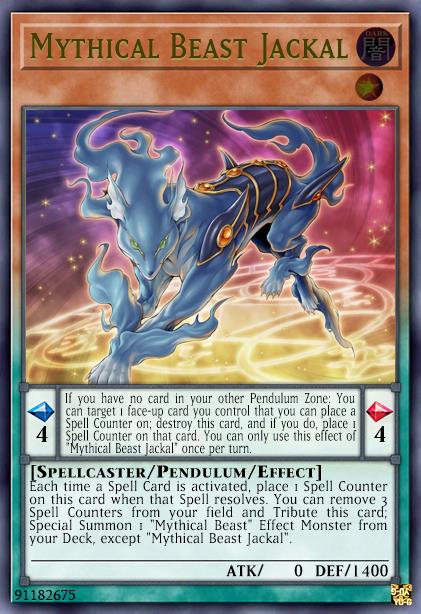 MYTHICAL BEAST JACKAL
DARK
闇
If you have no card in your other Pendulum Zone: You
can target 1 face-up card you control that you can place a
Spell Counter on; destroy this card, and if you do, place 1
Spell Counter on that card. You can only use this effect of
"Mythical Beast Jackal" once per turn.
4
4
[SPELLCASTER/PENDULUM/EFFECT]
Each time a Spell Card is activated, place 1 Spell Counter
on this card when that Spell resolves. You can remove 3
Spell Counters from your field and Tribute this card;
Special Summon 1 "Mythical Beast" Effect Monster from
your Deck, except "Mythical Beast Jackal".
ATK/ 0 DEF/1400
91182675